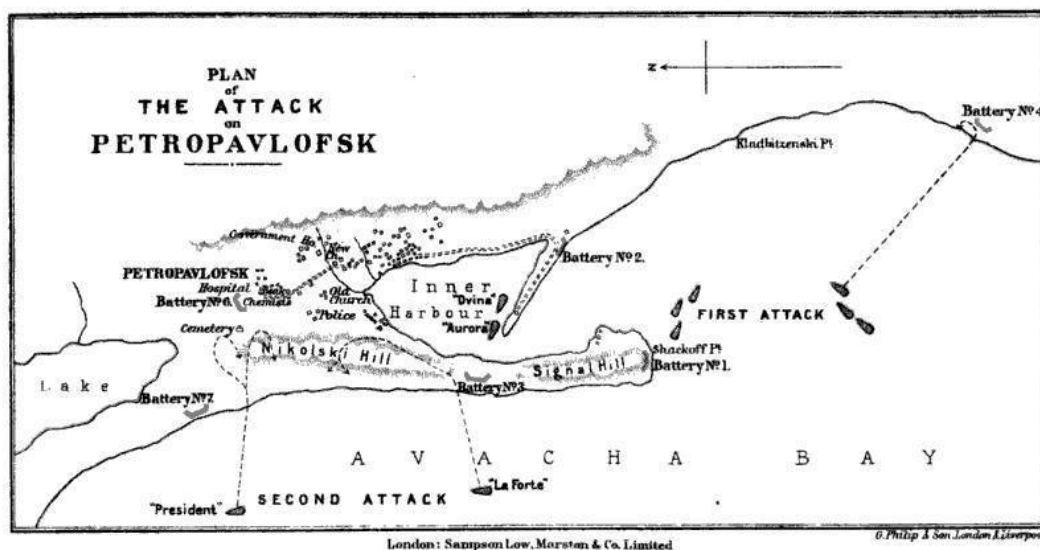 PLAN
of
THE ATTACK
on
PETROPAVLOFSK
N
Battery Nº 4
Kladbitzenski Pt.
Government Ho.
New
Ch.
Battery Nº 2.
PETROPAVLOFSK
Hospital
Battery Nº 6.
Chemists
Old
Church
Police
Inner
Harbour
"Dvina"
"Aurora"
FIRST ATTACK
Cemetery
Nikolski Hill
Shackoff Pt.
Battery Nº 1.
Signal Hill
Battery Nº 3
Lake
Battery Nº 7.
AVACHA BAY
"La Forte"
SECOND ATTACK
"President"
London: Sampson Low, Marston & Co. Limited
G. Philip & Son London & Liverpool